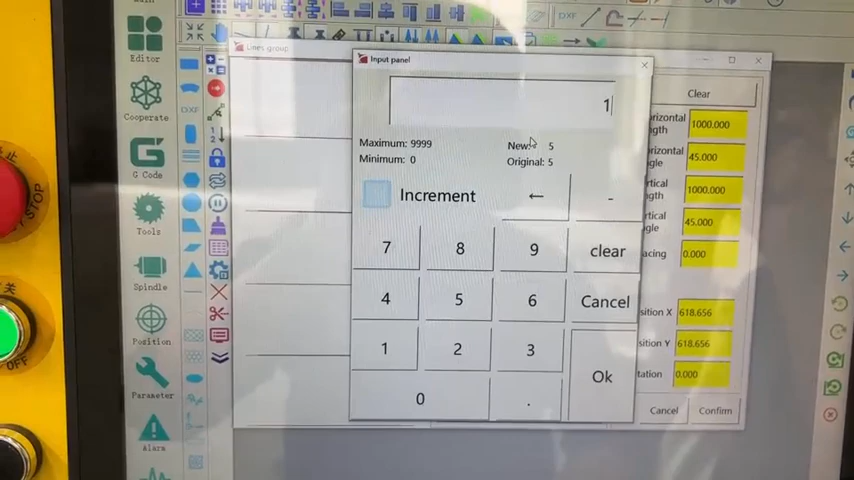 Main
Editor
Cooperate
G Code
Tools
Spindle
Position
Parameter
Alarm
DXF
DXF
Lines group
Input panel
1
Maximum: 9999
Minimum: 0
New: 5
Original: 5
Increment
←
-
7
8
9
clear
4
5
6
Cancel
1
2
3
Ok
0
.
Clear
1000.000
45.000
1000.000
45.000
0.000
618.656
618.656
0.000
Cancel
Confirm
STOP
OFF